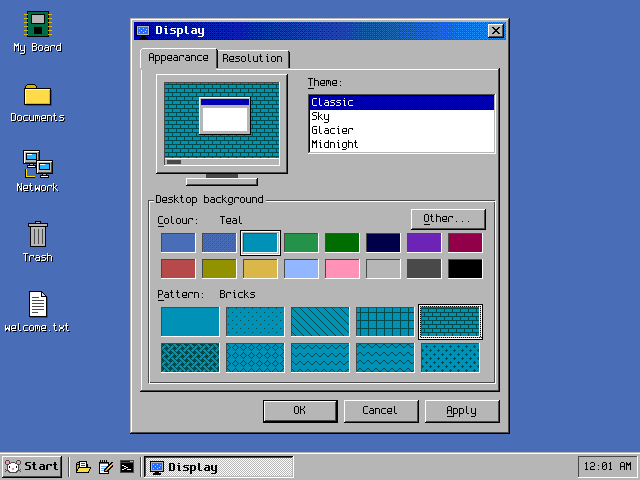 My Board
Documents
Network
Trash
welcome.txt
Display
Appearance
Resolution
Theme:
Classic
Sky
Glacier
Midnight
Desktop background
Colour: Teal
Other...
Pattern: Bricks
OK
Cancel
Apply
Start
Display
12:01 AM